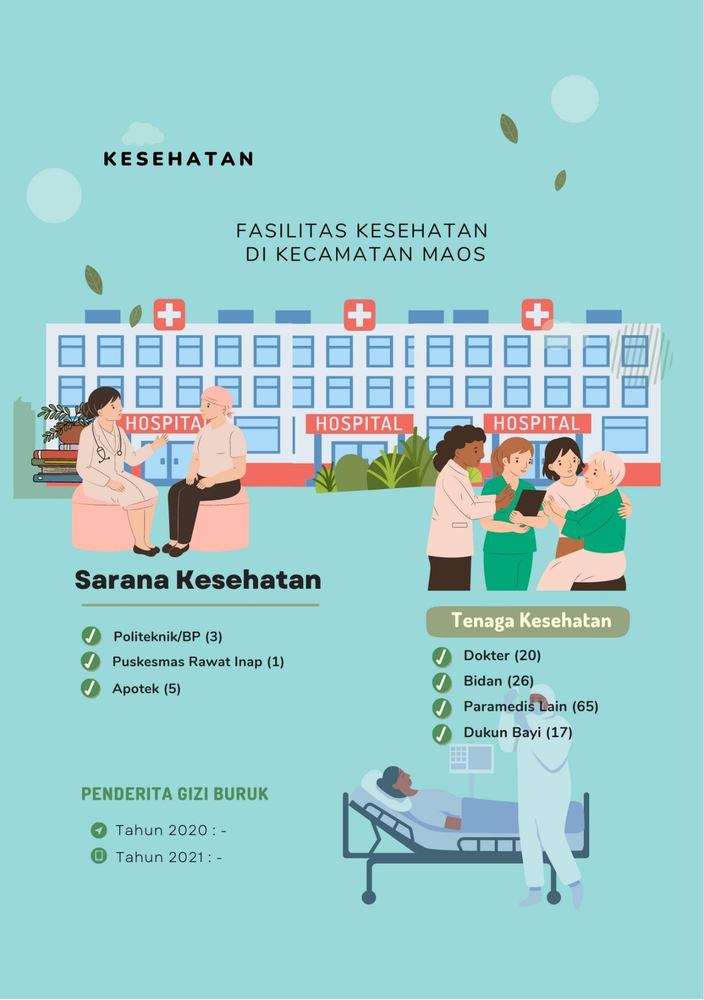 KESEHATAN
FASILITAS KESEHATAN
DI KECAMATAN MAOS
HOSPITAL
HOSPITAL
HOSPITAL
Sarana Kesehatan
Politeknik/BP (3)
Puskesmas Rawat Inap (1)
Apotek (5)
Tenaga Kesehatan
Dokter (20)
Bidan (26)
Paramedis Lain (65)
Dukun Bayi (17)
PENDERITA GIZI BURUK
Tahun 2020 : -
Tahun 2021 : -